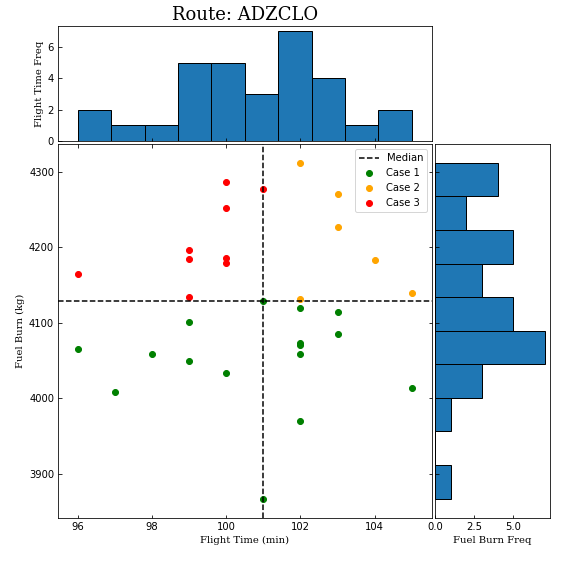 Route: ADZCLO
Flight Time Freq
6
4
2
0
Median
Case 1
Case 2
Case 3
Fuel Burn (kg)
4300
4200
4100
4000
3900
96 98 100 102 104
Flight Time (min)
0.0 2.5 5.0
Fuel Burn Freq